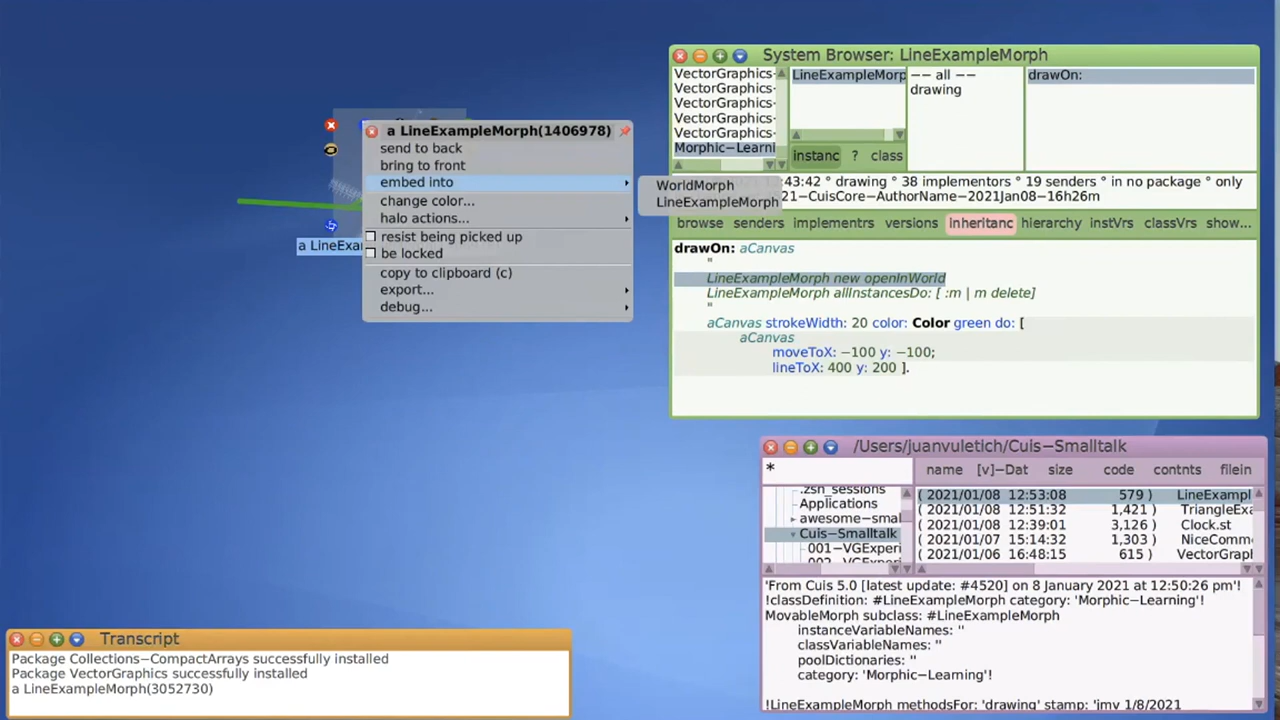 a LineExampleMorph(1406978)
send to back
bring to front
embed into
change color...
halo actions...
resist being picked up
be locked
copy to clipboard (c)
export...
debug...
WorldMorph
LineExampleMorph
a LineExa
System Browser: LineExampleMorph
VectorGraphics-
VectorGraphics-
VectorGraphics-
VectorGraphics-
VectorGraphics-
Morphic-Learni
LineExampleMorp
-- all --
drawing
drawOn:
instanc ? class
12:43:42 ° drawing ° 38 implementors ° 19 senders ° in no package ° only
21-CuisCore-AuthorName-2021Jan08-16h26m
browse senders implementrs versions inheritanc hierarchy instVrs classVrs show...
drawOn: aCanvas
"
LineExampleMorph new openInWorld
LineExampleMorph allInstancesDo: [ :m | m delete]
"
aCanvas strokeWidth: 20 color: Color green do: [
aCanvas
moveToX: -100 y: -100;
lineToX: 400 y: 200 ].
/Users/juanvuletich/Cuis-Smalltalk
*
.zsh_sessions
Applications
awesome-smal
Cuis-Smalltalk
001-VGExperi
002-VGExperi
name [v]-Dat size code contnts filein
( 2021/01/08 12:53:08 579 ) LineExampl
( 2021/01/08 12:51:32 1,421 ) TriangleExa
( 2021/01/08 12:39:01 3,126 ) Clock.st
( 2021/01/07 15:14:32 1,303 ) NiceComm
( 2021/01/06 16:48:15 615 ) VectorGrapl
'From Cuis 5.0 [latest update: #4520] on 8 January 2021 at 12:50:26 pm'!
!classDefinition: #LineExampleMorph category: 'Morphic-Learning'!
MovableMorph subclass: #LineExampleMorph
instanceVariableNames: ''
classVariableNames: ''
poolDictionaries: ''
category: 'Morphic-Learning'!
!LineExampleMorph methodsFor: 'drawing' stamp: 'jmv 1/8/2021
Transcript
Package Collections-CompactArrays successfully installed
Package VectorGraphics successfully installed
a LineExampleMorph(3052730)